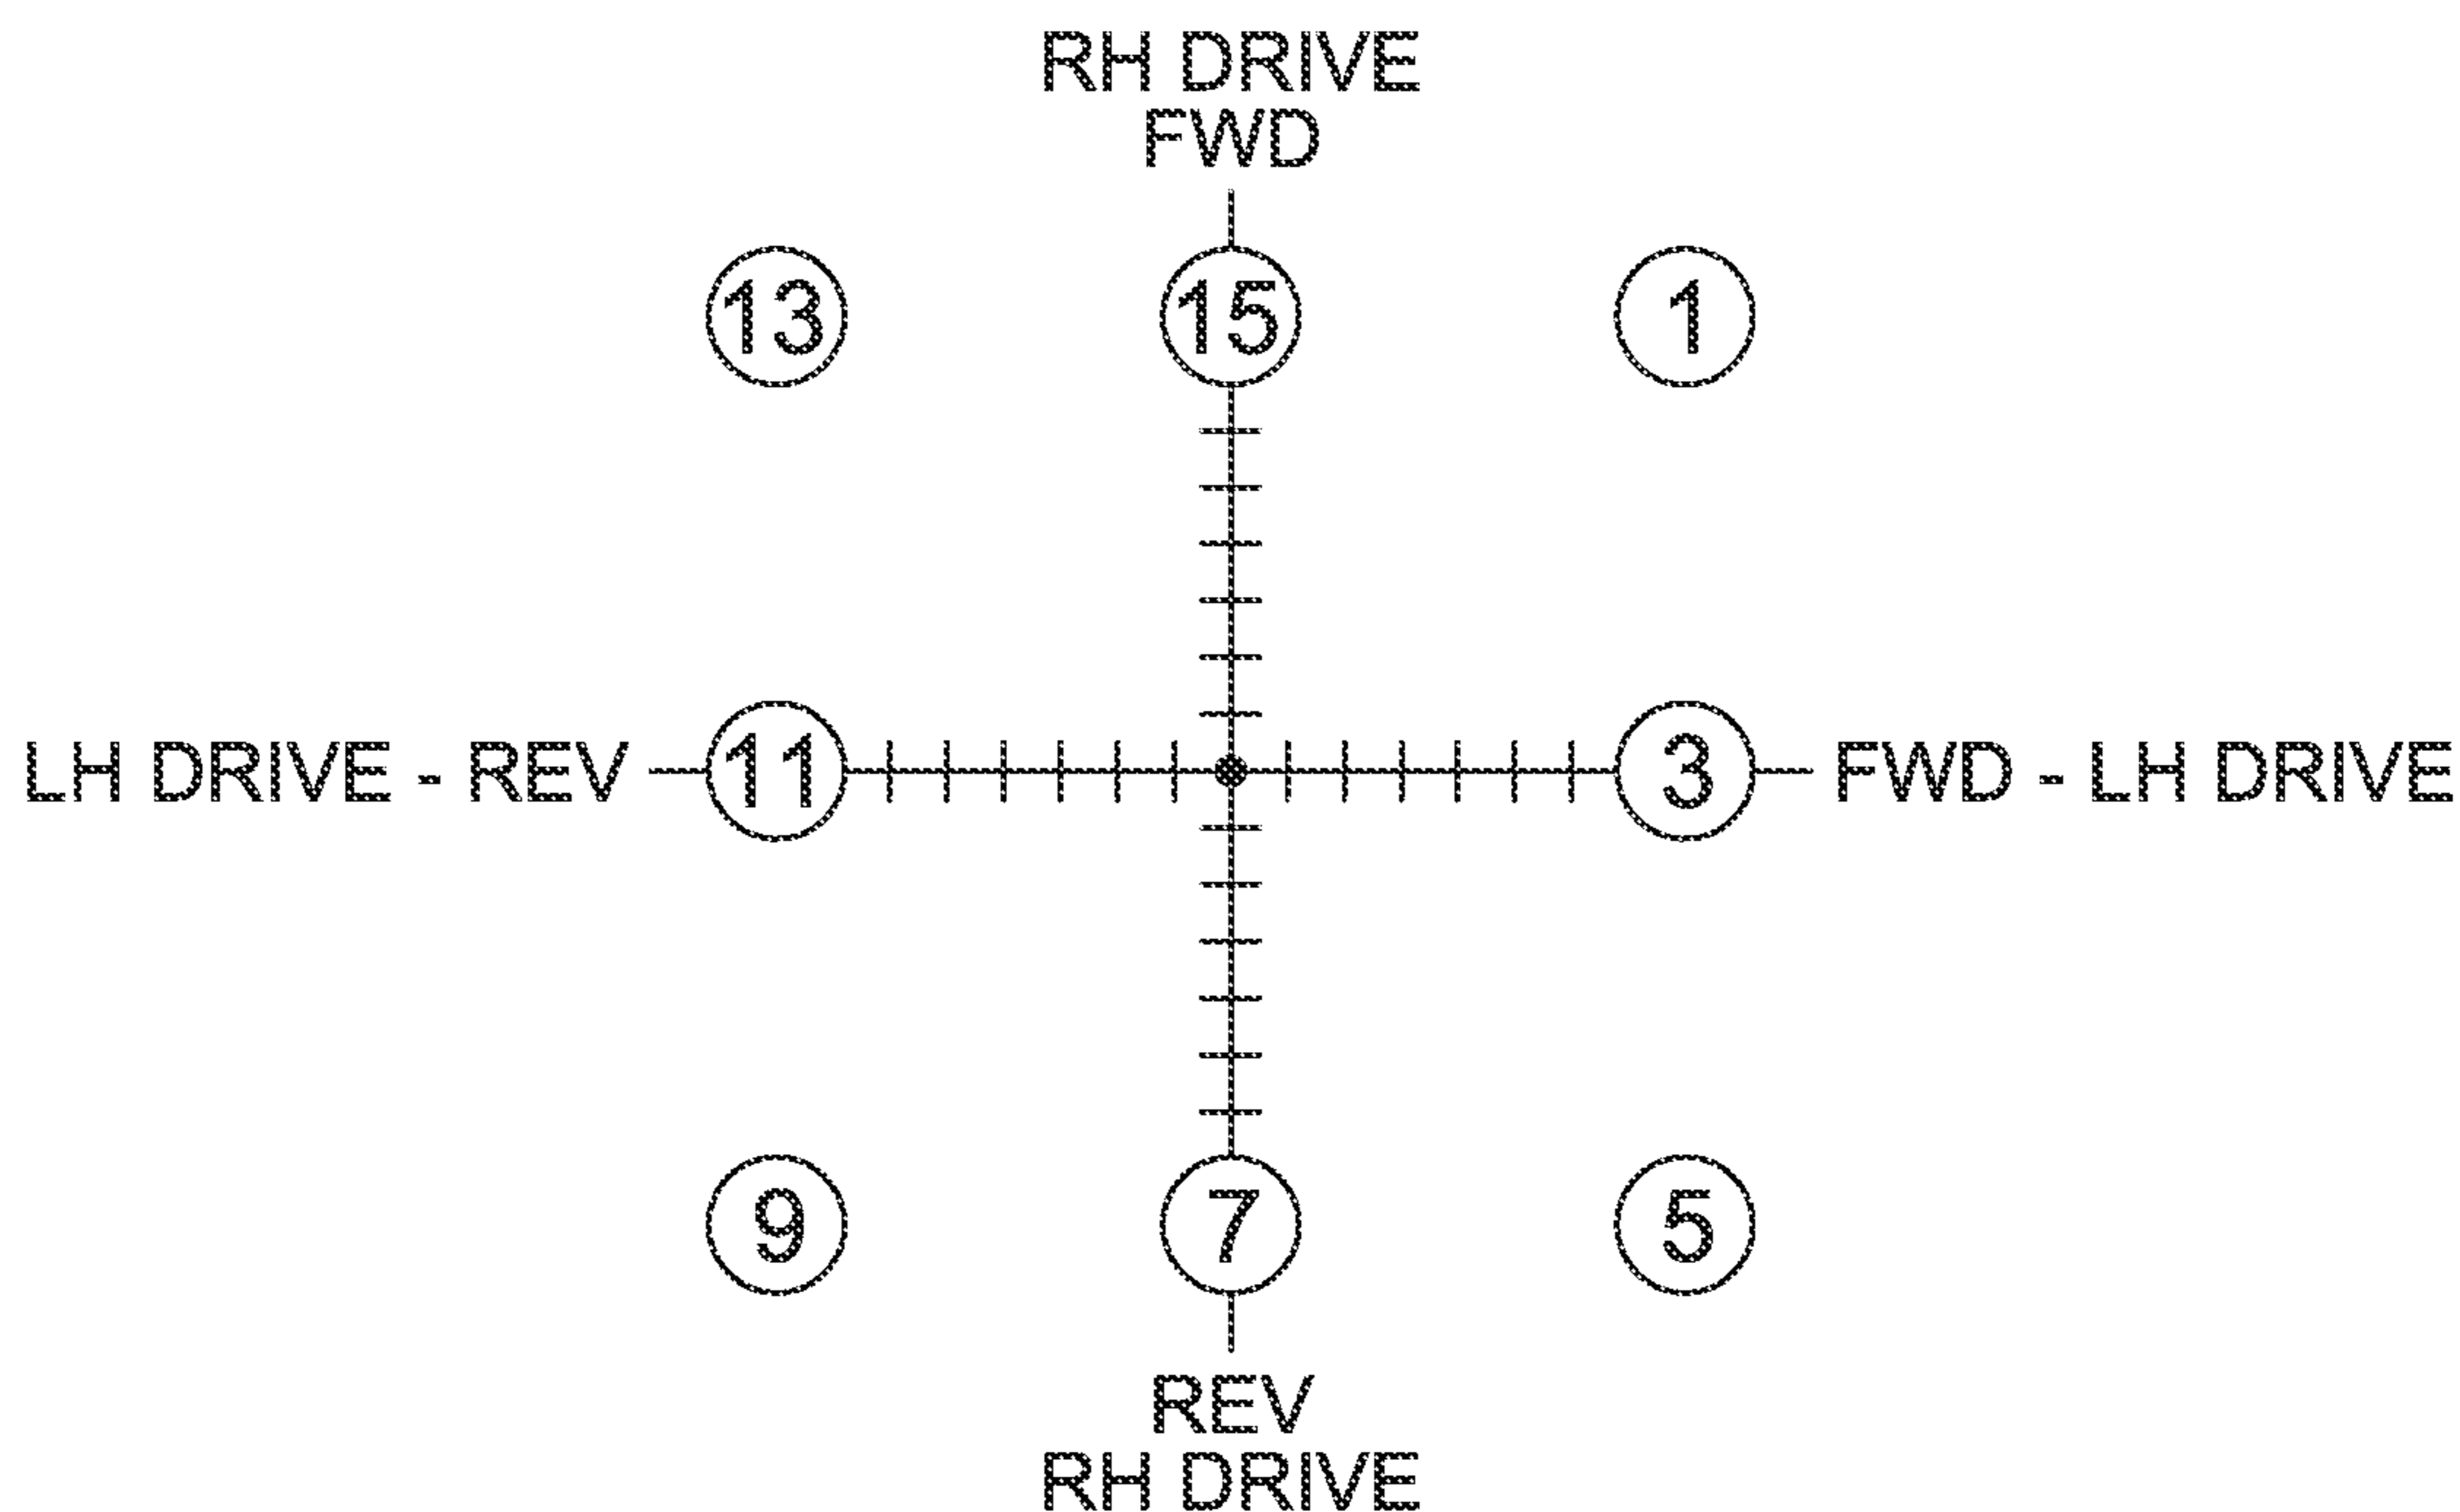 RH DRIVE
FWD
13 15 1
LH DRIVE - REV 11 3 FWD - LH DRIVE
9 7 5
REV
RH DRIVE